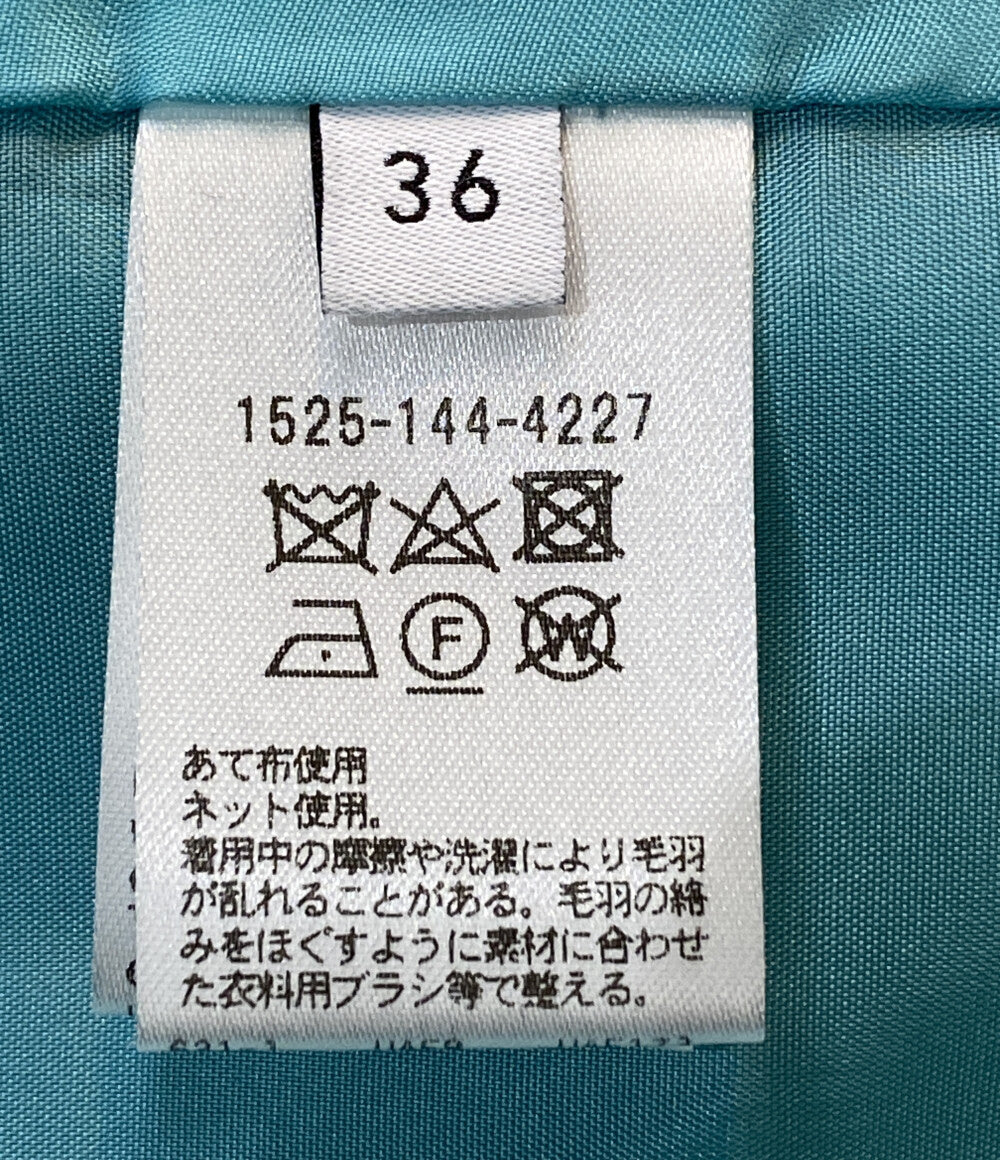 36
1525-144-4227
F
W
あて布使用
ネット使用。
着用中の摩擦や洗濯により毛羽
が乱れることがある。毛羽の絡
みをほぐすように素材に合わせ
た衣料用ブラシ等で整える。